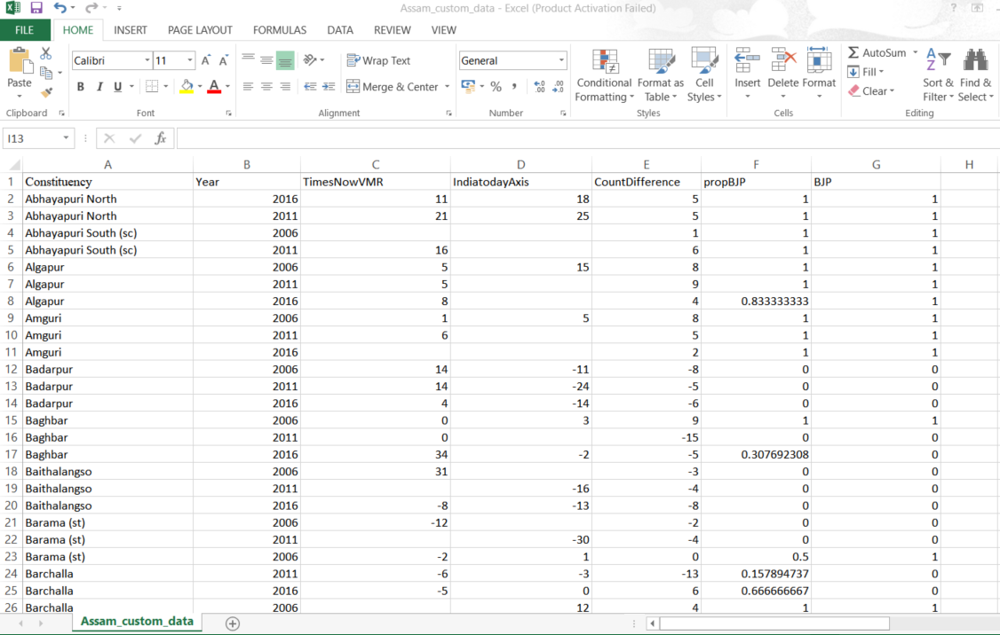 Assam_custom_data - Excel (Product Activation Failed)
?
FILE HOME INSERT PAGE LAYOUT FORMULAS DATA REVIEW VIEW
Calibri 11 A A Wrap Text General Σ AutoSum
Paste B I U A Merge & Center % , .00 .0 Conditional Formatting Format as Table Cell Styles Insert Delete Format Fill Clear Sort & Filter Find & Select
Clipboard Font Alignment Number Styles Cells Editing
I13 fx
A B C D E F G H
1 Constituency Year TimesNowVMR IndiatodayAxis CountDifference propBJP BJP
2 Abhayapuri North 2016 11 18 5 1 1
3 Abhayapuri North 2011 21 25 5 1 1
4 Abhayapuri South (sc) 2006 1 1 1
5 Abhayapuri South (sc) 2011 16 6 1 1
6 Algapur 2006 5 15 8 1 1
7 Algapur 2011 5 9 1 1
8 Algapur 2016 8 4 0.833333333 1
9 Amguri 2006 1 5 8 1 1
10 Amguri 2011 6 5 1 1
11 Amguri 2016 2 1 1
12 Badarpur 2006 14 -11 -8 0 0
13 Badarpur 2011 14 -24 -5 0 0
14 Badarpur 2016 4 -14 -6 0 0
15 Baghbar 2006 0 3 9 1 1
16 Baghbar 2011 0 -15 0 0
17 Baghbar 2016 34 -2 -5 0.307692308 0
18 Baithalangso 2006 31 -3 0 0
19 Baithalangso 2011 -16 -4 0 0
20 Baithalangso 2016 -8 -13 -8 0 0
21 Barama (st) 2006 -12 -2 0 0
22 Barama (st) 2011 -30 -4 0 0
23 Barama (st) 2006 -2 1 0 0.5 1
24 Barchalla 2011 -6 -3 -13 0.157894737 0
25 Barchalla 2016 -5 0 6 0.666666667 0
26 Barchalla 2006 12 4 1 1
Assam_custom_data